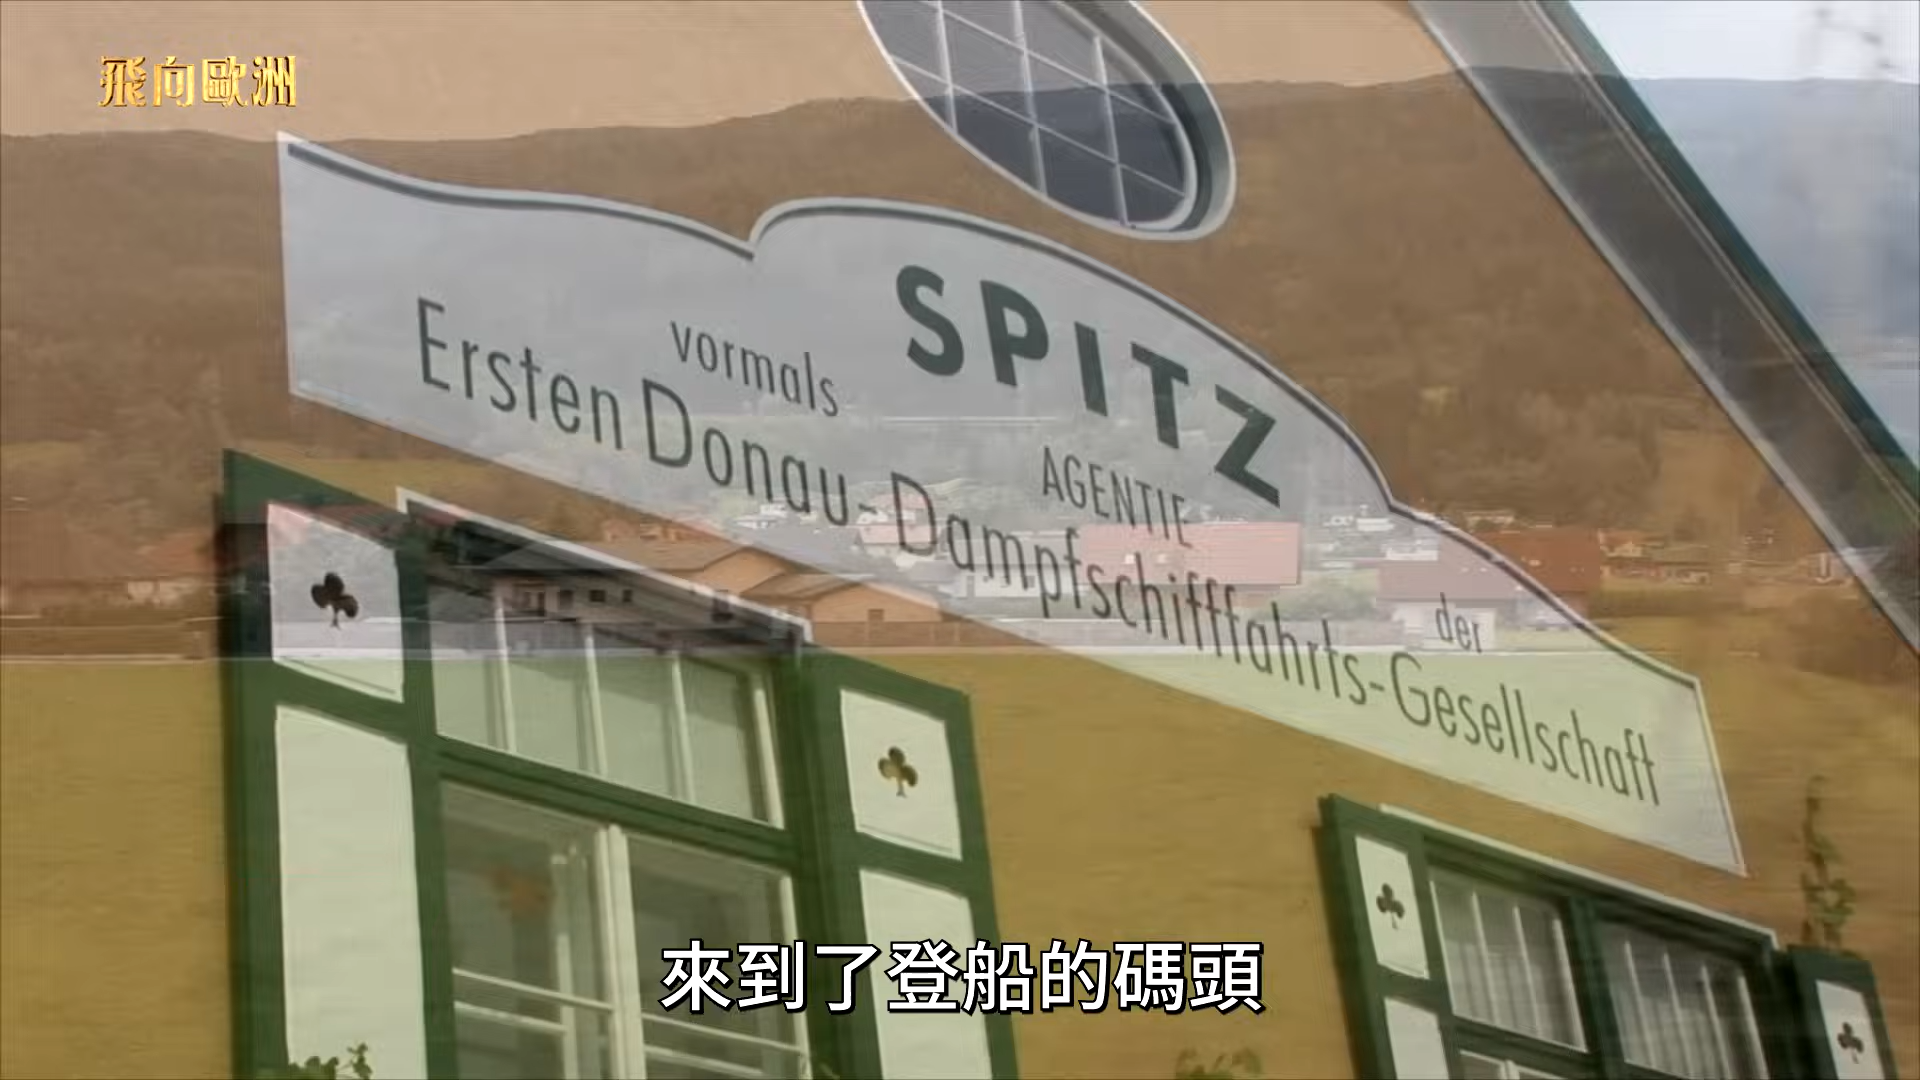 飛向歐洲
SPITZ
vormals AGENTIE der
Ersten Donau-Dampfschifffahrts-Gesellschaft
來到了登船的碼頭